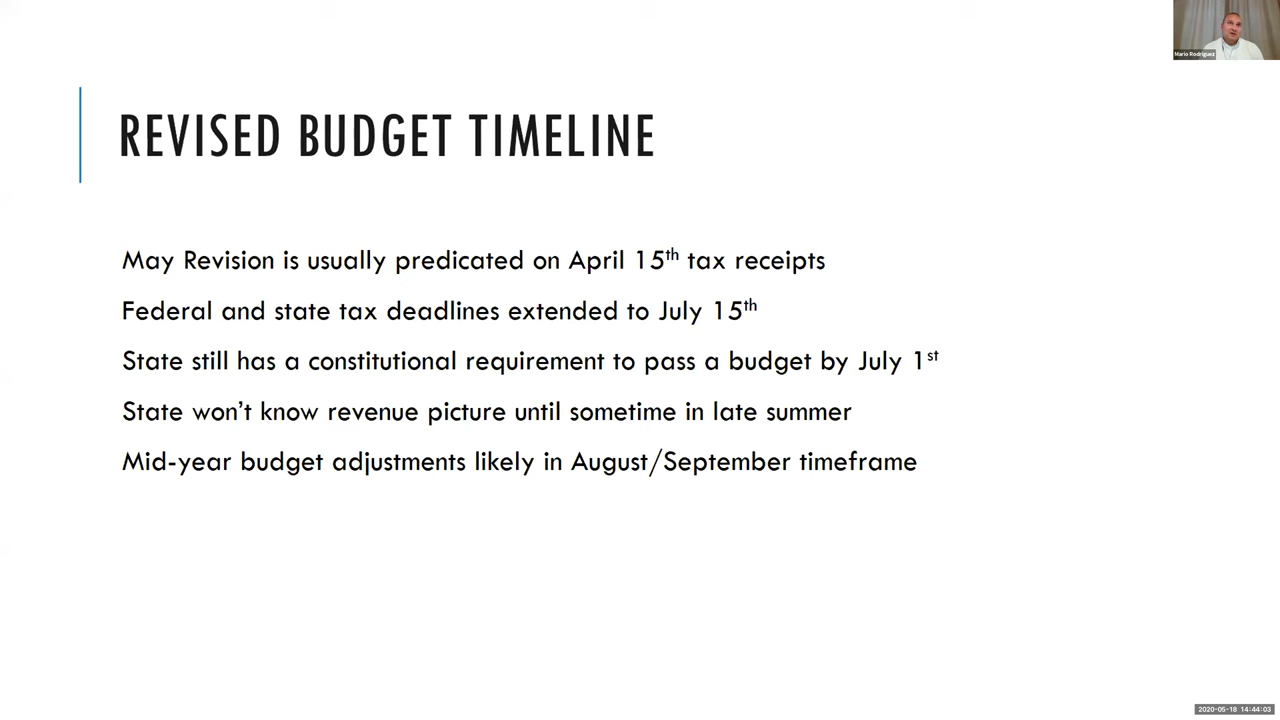 Mario Rodriguez
REVISED BUDGET TIMELINE
May Revision is usually predicated on April 15th tax receipts
Federal and state tax deadlines extended to July 15th
State still has a constitutional requirement to pass a budget by July 1st
State won’t know revenue picture until sometime in late summer
Mid-year budget adjustments likely in August/September timeframe
2020-05-18 14:44:03